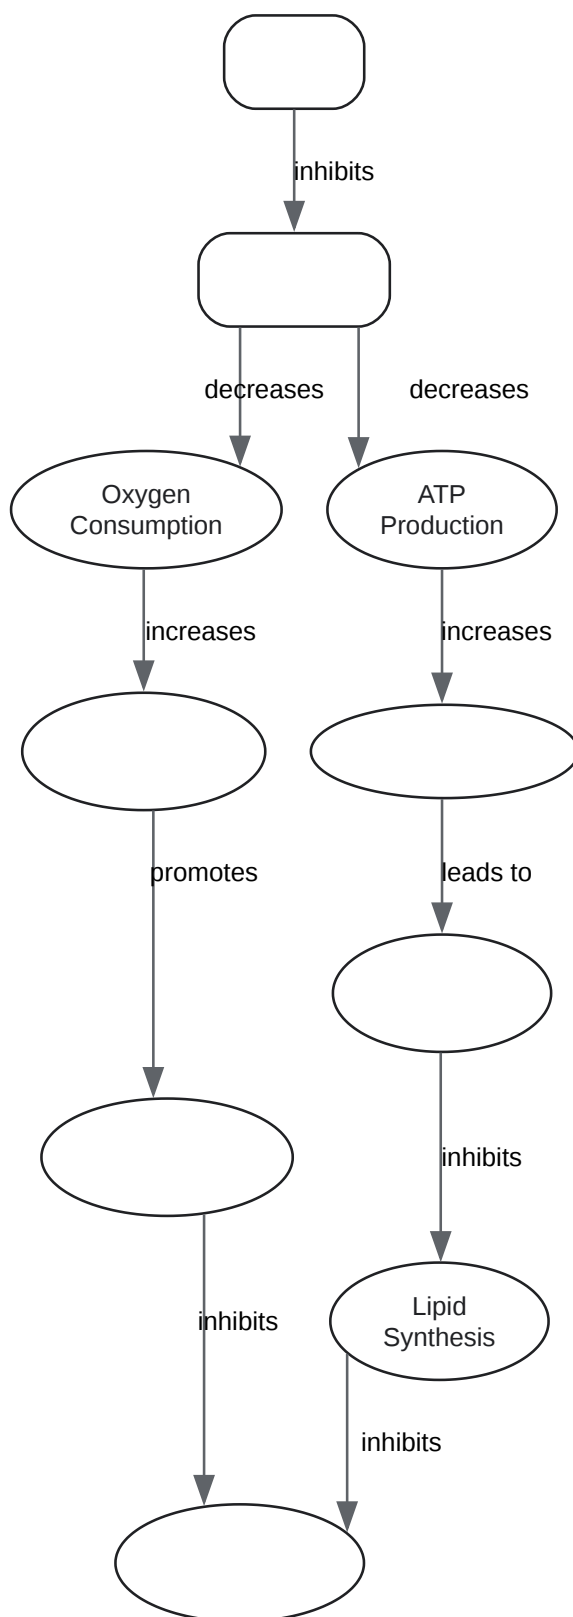 inhibits
decreases
decreases
Oxygen
Consumption
ATP
Production
increases
increases
promotes
leads to
inhibits
inhibits
Lipid
Synthesis
inhibits